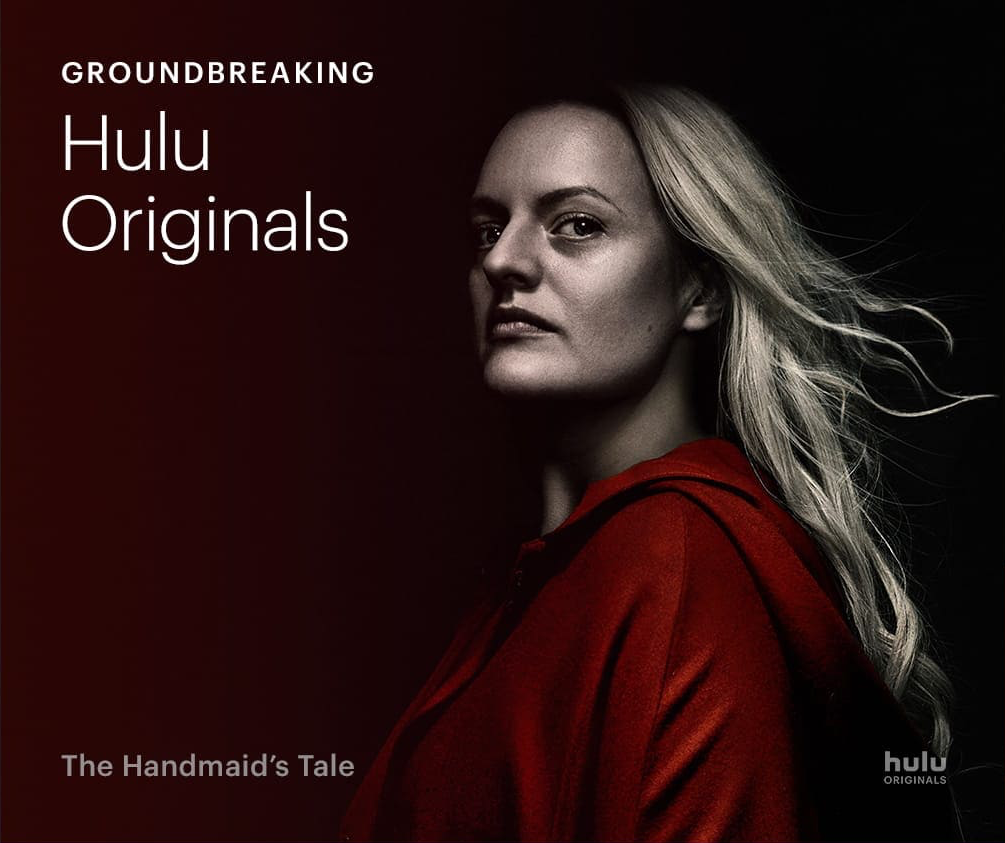 GROUNDBREAKING
Hulu
Originals
The Handmaid’s Tale
hulu
ORIGINALS